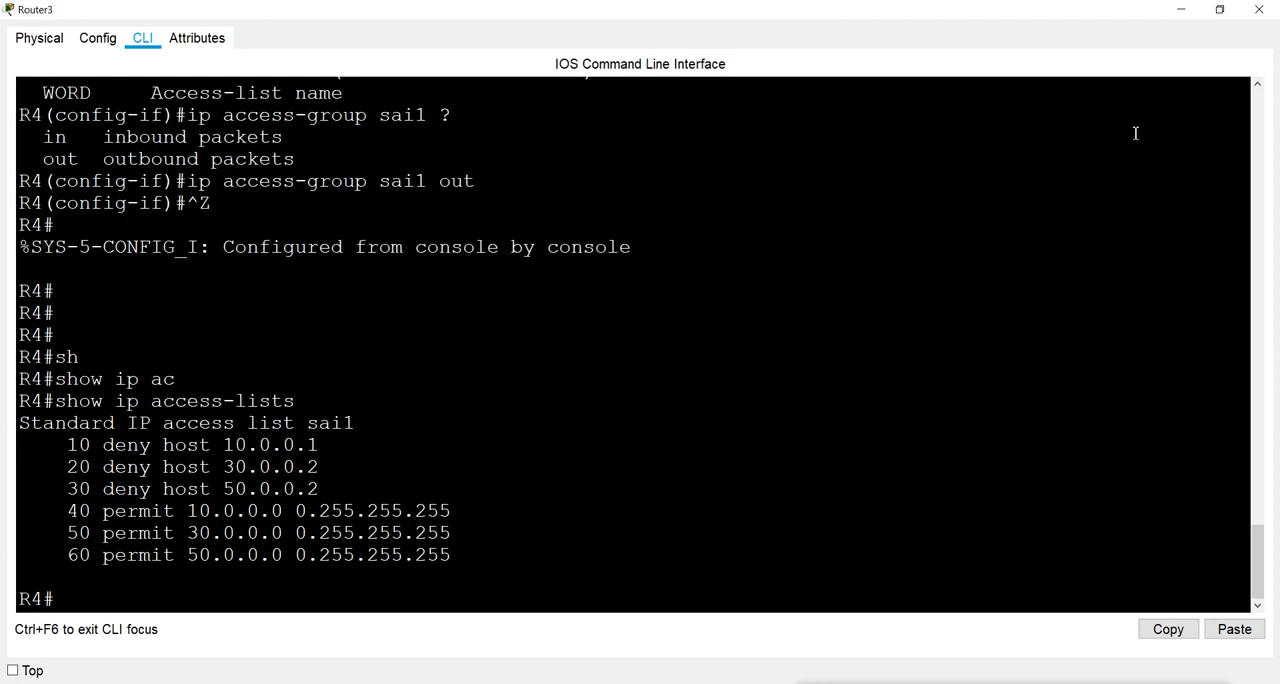 Router3
Physical Config CLI Attributes
IOS Command Line Interface
WORD Access-list name
R4(config-if)#ip access-group sai1 ?
in inbound packets
out outbound packets
R4(config-if)#ip access-group sai1 out
R4(config-if)#^Z
R4#
%SYS-5-CONFIG_I: Configured from console by console
R4#
R4#
R4#
R4#sh
R4#show ip ac
R4#show ip access-lists
Standard IP access list sai1
10 deny host 10.0.0.1
20 deny host 30.0.0.2
30 deny host 50.0.0.2
40 permit 10.0.0.0 0.255.255.255
50 permit 30.0.0.0 0.255.255.255
60 permit 50.0.0.0 0.255.255.255
R4#
Ctrl+F6 to exit CLI focus
Copy Paste
Top